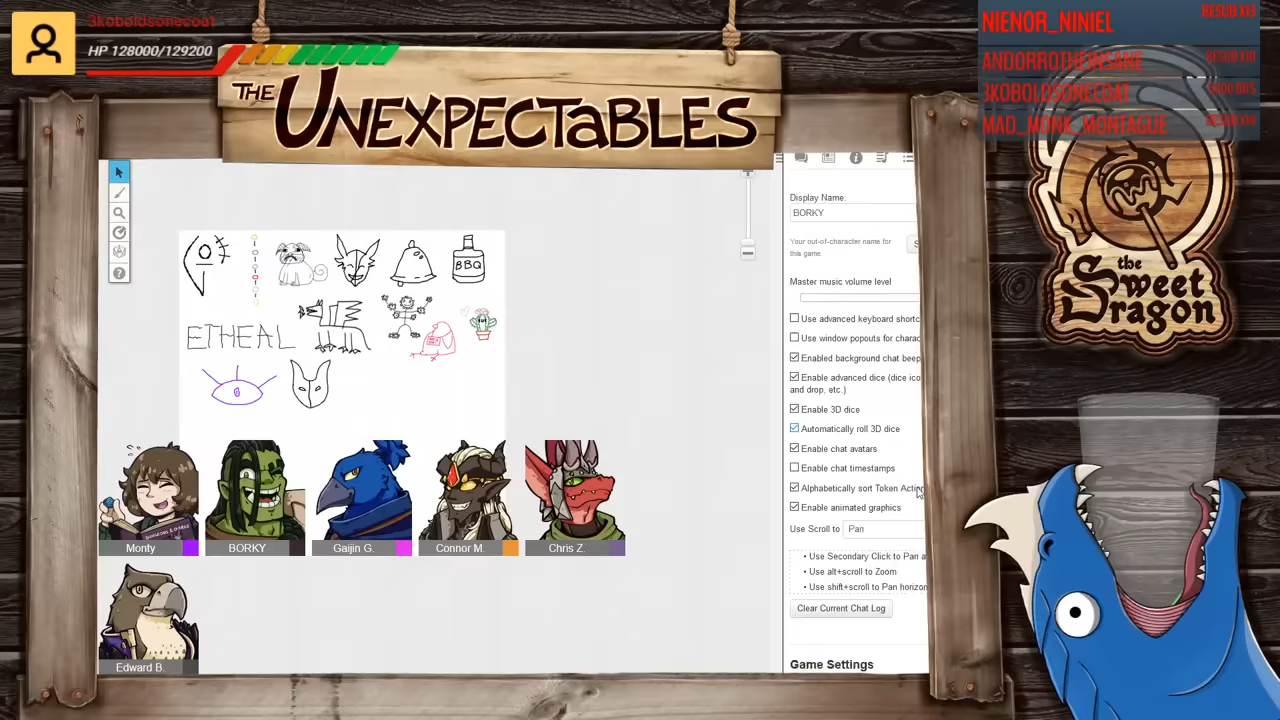 3koboldsonecoat
HP 128000/129200
THE UNEXPECTABLES
NIENOR_NINIEL
RESUB X13
ANDORROTHEINSANE
RESUB X10
3KOBOLDSONECOAT
MAD_MONK_MONTAGUE
the Sweet Dragon
BBQ
ETHEAL
Monty
BORKY
Gaijin G.
Connor M.
Chris Z.
Edward B.
Display Name:
BORKY
Your out-of-character name for
this game.
Master music volume level
Use advanced keyboard shortc
Use window popouts for charac
Enabled background chat beep
Enable advanced dice (dice ico
and drop, etc.)
Enable 3D dice
Automatically roll 3D dice
Enable chat avatars
Enable chat timestamps
Alphabetically sort Token Actio
Enable animated graphics
Use Scroll to
Pan
• Use Secondary Click to Pan a
• Use alt+scroll to Zoom
• Use shift+scroll to Pan horizon
Clear Current Chat Log
Game Settings